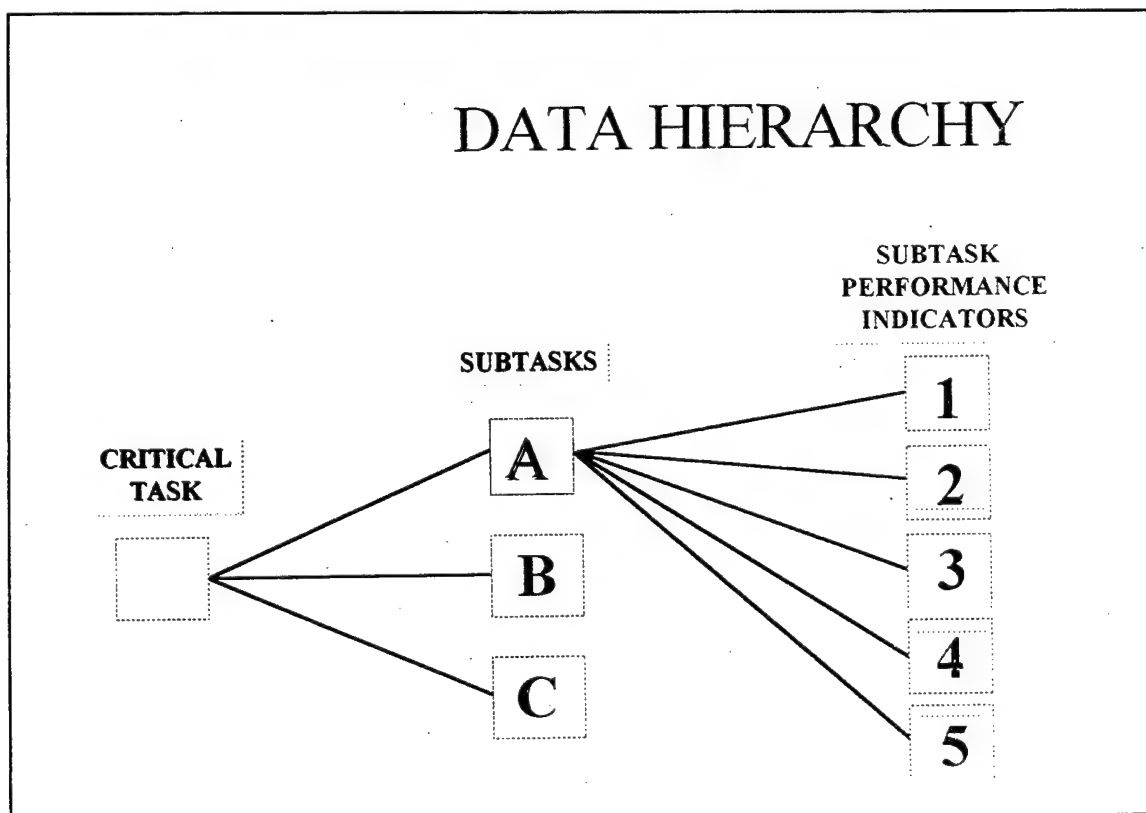 DATA HIERARCHY
SUBTASK
PERFORMANCE
INDICATORS
SUBTASKS
CRITICAL
TASK
A
B
C
1
2
3
4
5